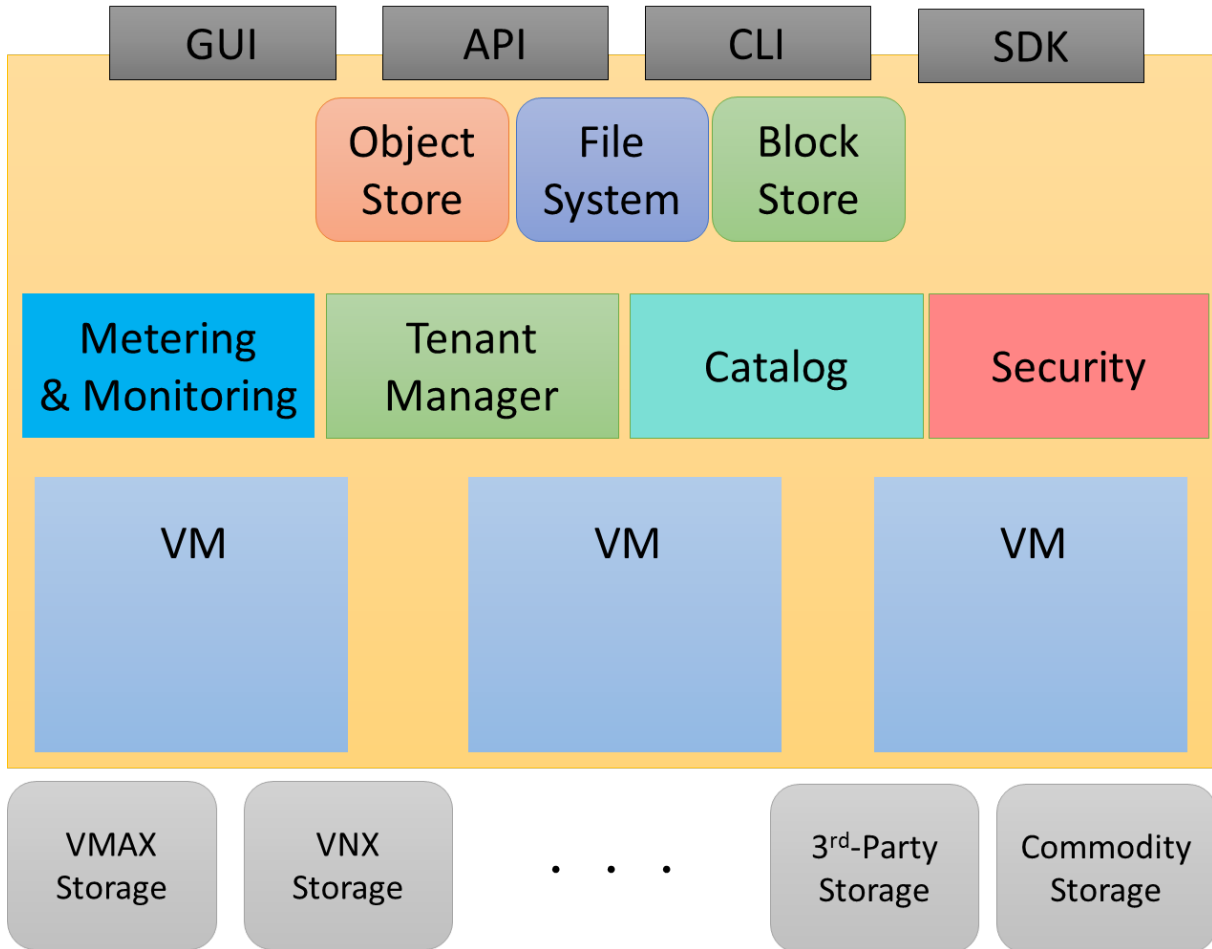 GUI
API
CLI
SDK
Object
Store
File
System
Block
Store
Metering
& Monitoring
Tenant
Manager
Catalog
Security
VM
VM
VM
VMAX
Storage
VNX
Storage
. . .
3rd-Party
Storage
Commodity
Storage